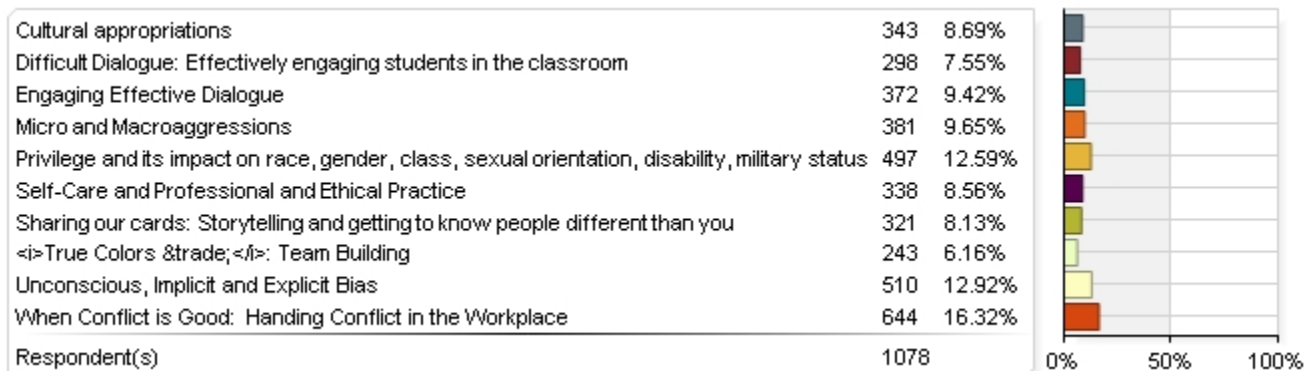 Cultural appropriations 343 8.69%
Difficult Dialogue: Effectively engaging students in the classroom 298 7.55%
Engaging Effective Dialogue 372 9.42%
Micro and Macroaggressions 381 9.65%
Privilege and its impact on race, gender, class, sexual orientation, disability, military status 497 12.59%
Self-Care and Professional and Ethical Practice 338 8.56%
Sharing our cards: Storytelling and getting to know people different than you 321 8.13%
<i>True Colors &trade;</i>: Team Building 243 6.16%
Unconscious, Implicit and Explicit Bias 510 12.92%
When Conflict is Good: Handing Conflict in the Workplace 644 16.32%
Respondent(s) 1078
0% 50% 100%